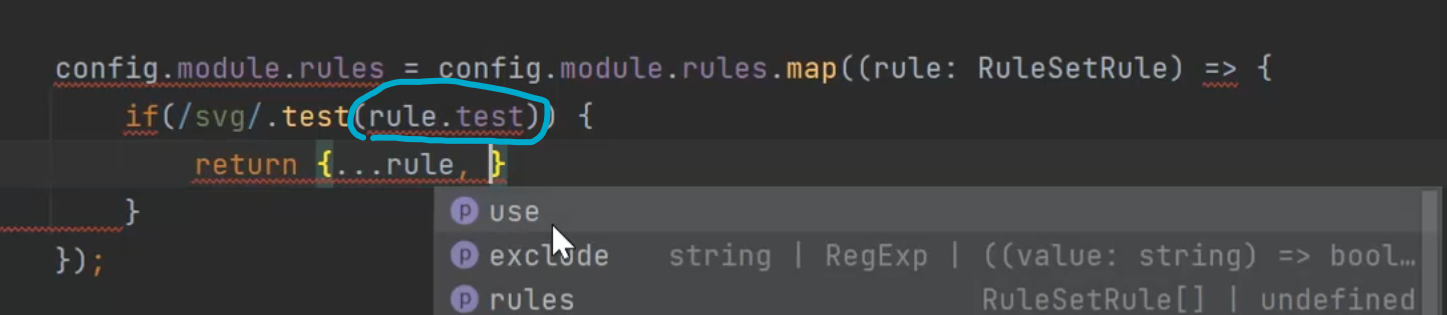 config.module.rules = config.module.rules.map((rule: RuleSetRule) => {
if(/svg/.test(rule.test)) {
return {...rule, }
}
});
p use
p exclude string | RegExp | ((value: string) => bool…
p rules RuleSetRule[] | undefined